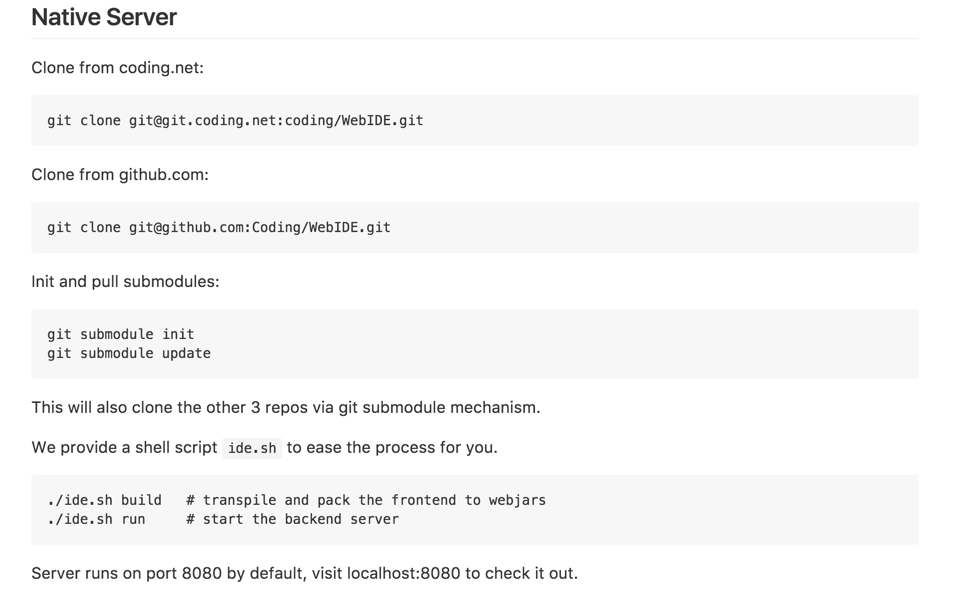 Native Server
Clone from coding.net:
git clone git@git.coding.net:coding/WebIDE.git
Clone from github.com:
git clone git@github.com:Coding/WebIDE.git
Init and pull submodules:
git submodule init
git submodule update
This will also clone the other 3 repos via git submodule mechanism.
We provide a shell script ide.sh to ease the process for you.
./ide.sh build   # transpile and pack the frontend to webjars
./ide.sh run     # start the backend server
Server runs on port 8080 by default, visit localhost:8080 to check it out.